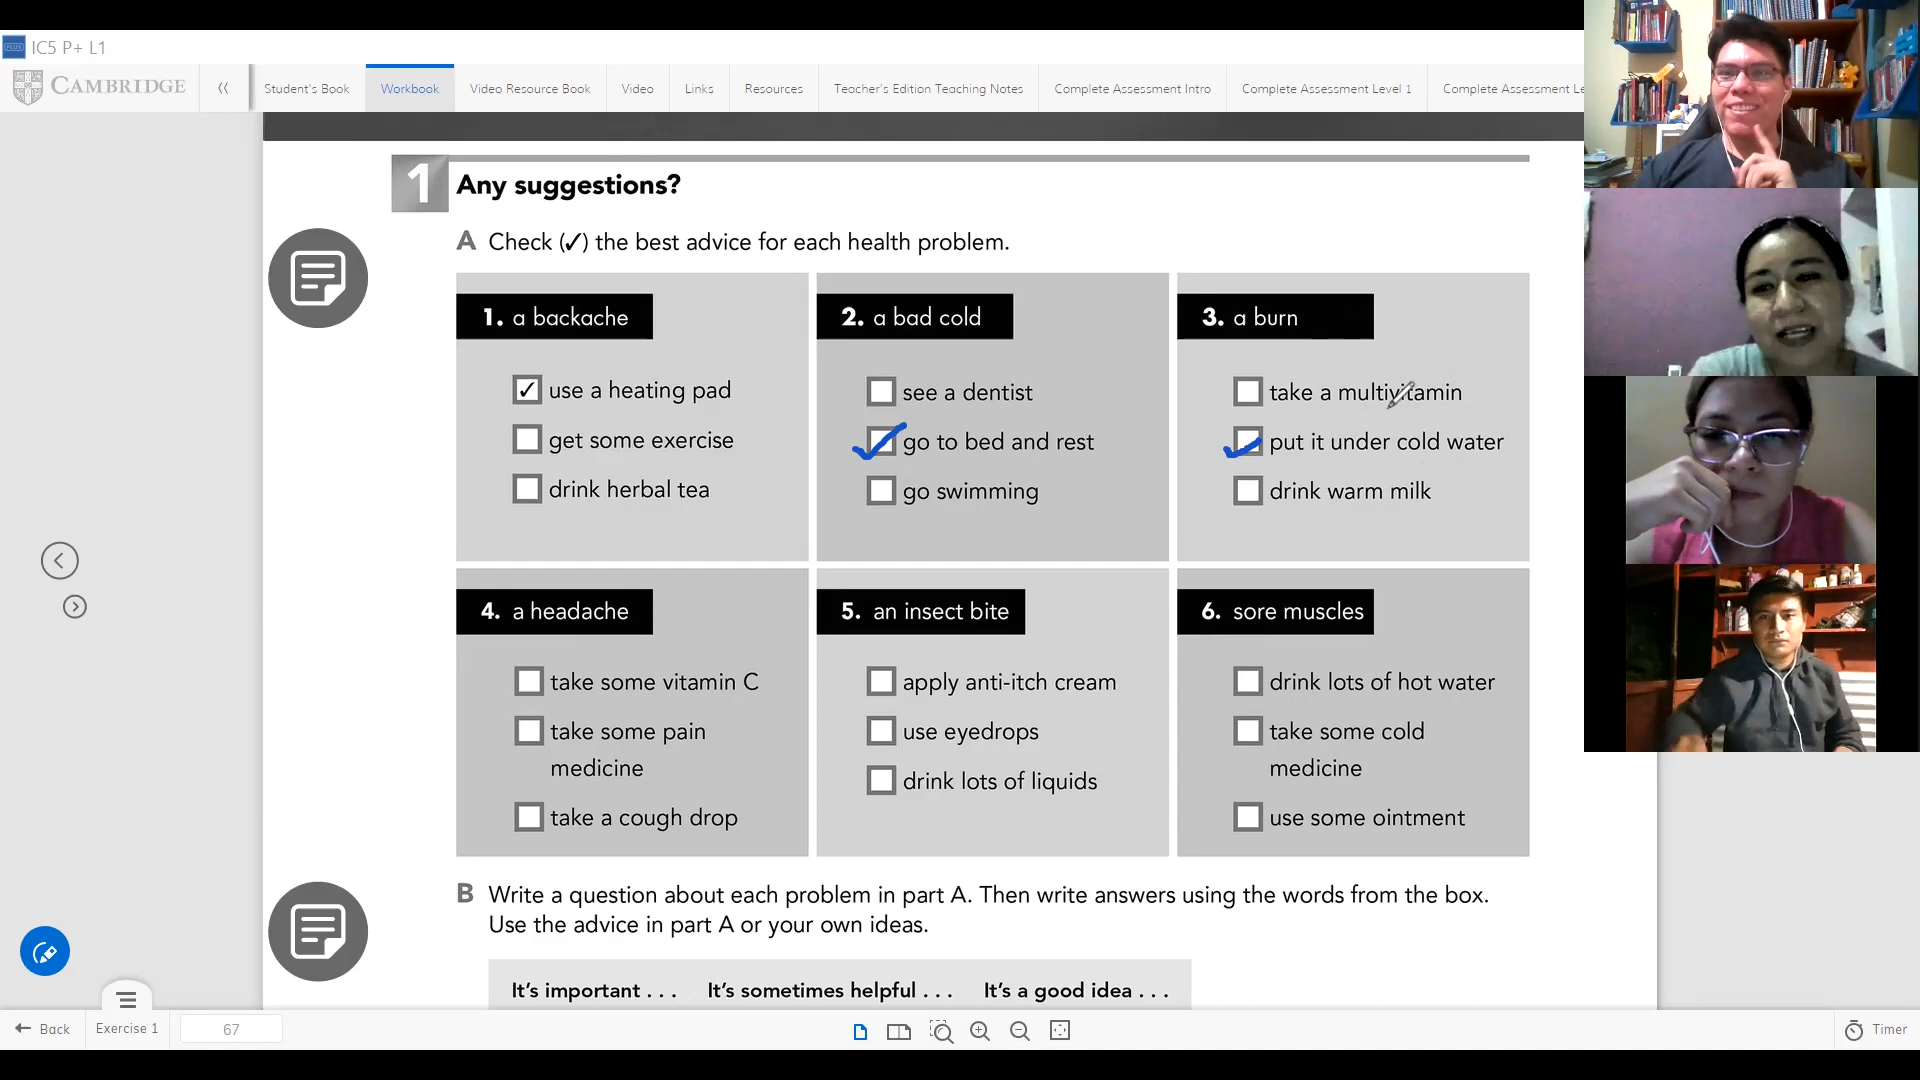 IC5 P+ L1
CAMBRIDGE
Student's Book
Workbook
Video Resource Book
Video
Links
Resources
Teacher's Edition Teaching Notes
Complete Assessment Intro
Complete Assessment Level 1
Complete Assessment Le
1 Any suggestions?
A Check (✓) the best advice for each health problem.
1. a backache
✓ use a heating pad
get some exercise
drink herbal tea
2. a bad cold
see a dentist
go to bed and rest
go swimming
3. a burn
take a multivitamin
put it under cold water
drink warm milk
4. a headache
take some vitamin C
take some pain
medicine
take a cough drop
5. an insect bite
apply anti-itch cream
use eyedrops
drink lots of liquids
6. sore muscles
drink lots of hot water
take some cold
medicine
use some ointment
B Write a question about each problem in part A. Then write answers using the words from the box.
Use the advice in part A or your own ideas.
It's important . . . It's sometimes helpful . . . It's a good idea . . .
Back
Exercise 1
67
Timer